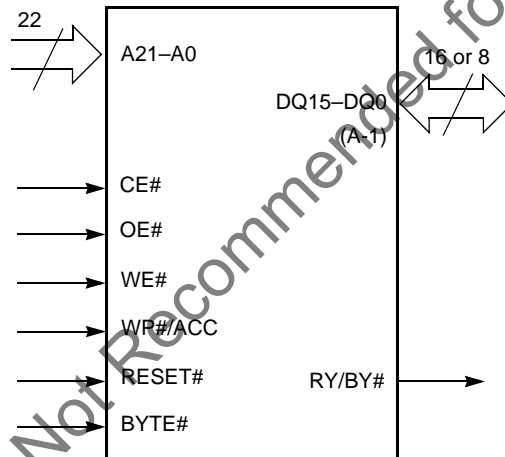 22
A21–A0
16 or 8
DQ15–DQ0
(A-1)
CE#
OE#
WE#
WP#/ACC
RESET#
RY/BY#
BYTE#
Not Recommended for